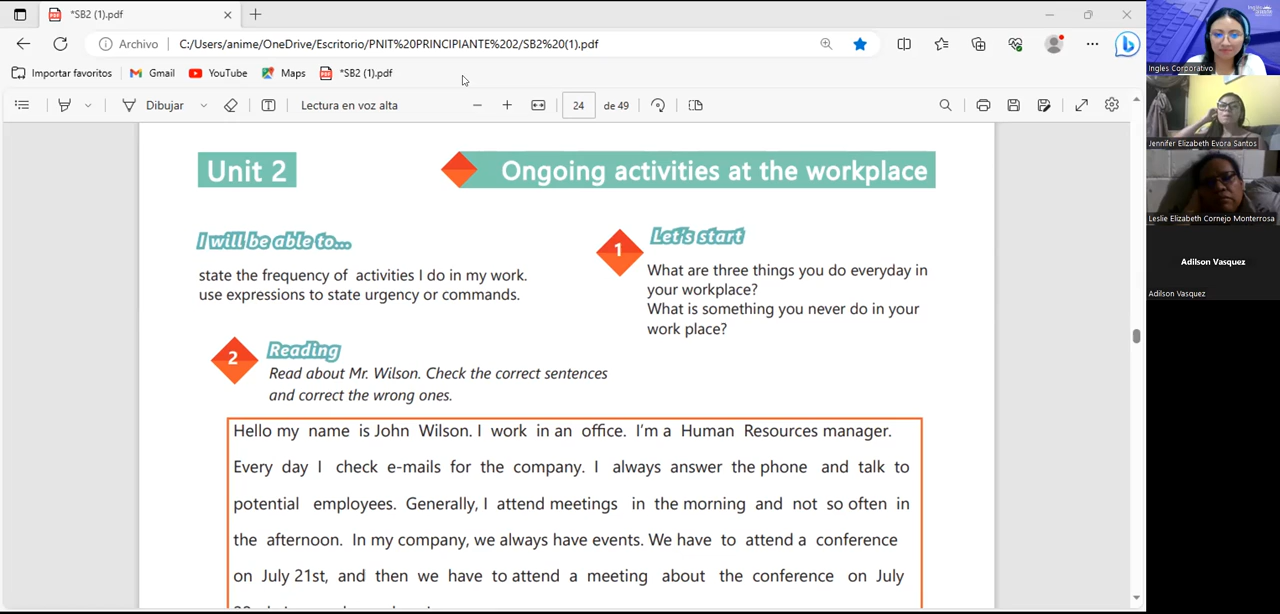 *SB2 (1).pdf
Archivo
C:/Users/anime/OneDrive/Escritorio/PNIT%20PRINCIPIANTE%202/SB2%20(1).pdf
Importar favoritos
Gmail
YouTube
Maps
*SB2 (1).pdf
Dibujar
Lectura en voz alta
24
de 49
Unit 2
Ongoing activities at the workplace
I will be able to...
state the frequency of activities I do in my work.
use expressions to state urgency or commands.
1
Let's start
What are three things you do everyday in
your workplace?
What is something you never do in your
work place?
2
Reading
Read about Mr. Wilson. Check the correct sentences
and correct the wrong ones.
Hello my name is John Wilson. I work in an office. I'm a Human Resources manager.
Every day I check e-mails for the company. I always answer the phone and talk to
potential employees. Generally, I attend meetings in the morning and not so often in
the afternoon. In my company, we always have events. We have to attend a conference
on July 21st, and then we have to attend a meeting about the conference on July
Ingles Corporativo
Jennifer Elizabeth Evora Santos
Leslie Elizabeth Cornejo Monterrosa
Adilson Vasquez
Adilson Vasquez